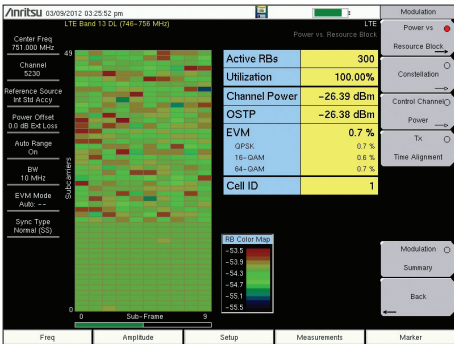 Anritsu 03/09/2012 03:25:52 pm
Modulation
LTE Band 13 DL (746-756 MHz)
LTE
Power vs. Resource Block
Center Freq
751.000 MHz
Channel
5230
Reference Source
Int Std Accy
Power Offset
0.0 dB Ext Loss
Auto Range
On
BW
10 MHz
EVM Mode
Auto: --
Sync Type
Normal (SS)
49
Subcarriers
0
0 Sub-Frame 9
Active RBs 300
Utilization 100.00%
Channel Power -26.39 dBm
OSTP -26.38 dBm
EVM 0.7 %
QPSK 0.7 %
16-QAM 0.6 %
64-QAM 0.7 %
Cell ID 1
RB Color Map
-53.5
-53.9
-54.3
-54.7
-55.1
-55.5
Power vs
Resource Block
Constellation
Control Channel
Power
Tx
Time Alignment
Modulation
Summary
Back
Freq
Amplitude
Setup
Measurements
Marker